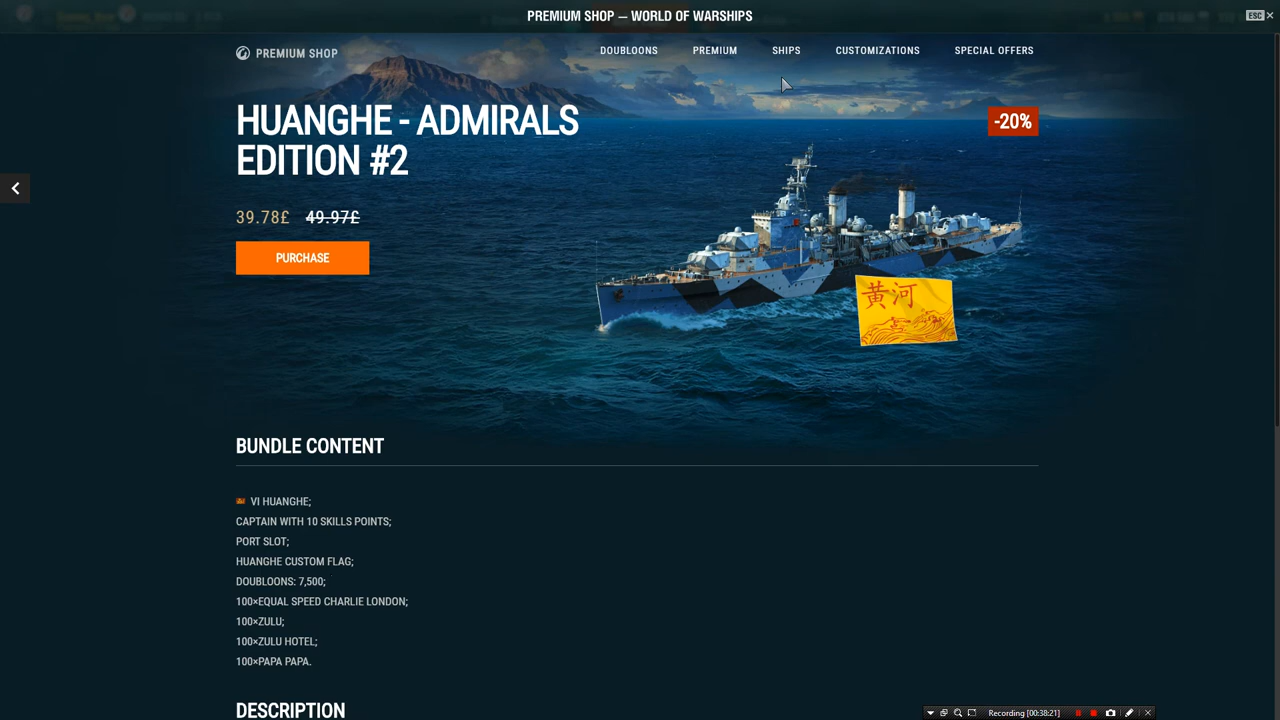 PREMIUM SHOP — WORLD OF WARSHIPS
ESC
PREMIUM SHOP
DOUBLOONS
PREMIUM
SHIPS
CUSTOMIZATIONS
SPECIAL OFFERS
HUANGHE - ADMIRALS
EDITION #2
-20%
39.78£ 49.97£
PURCHASE
黄河
BUNDLE CONTENT
VI HUANGHE;
CAPTAIN WITH 10 SKILLS POINTS;
PORT SLOT;
HUANGHE CUSTOM FLAG;
DOUBLOONS: 7,500;
100×EQUAL SPEED CHARLIE LONDON;
100×ZULU;
100×ZULU HOTEL;
100×PAPA PAPA.
DESCRIPTION
Recording [00:38:21]